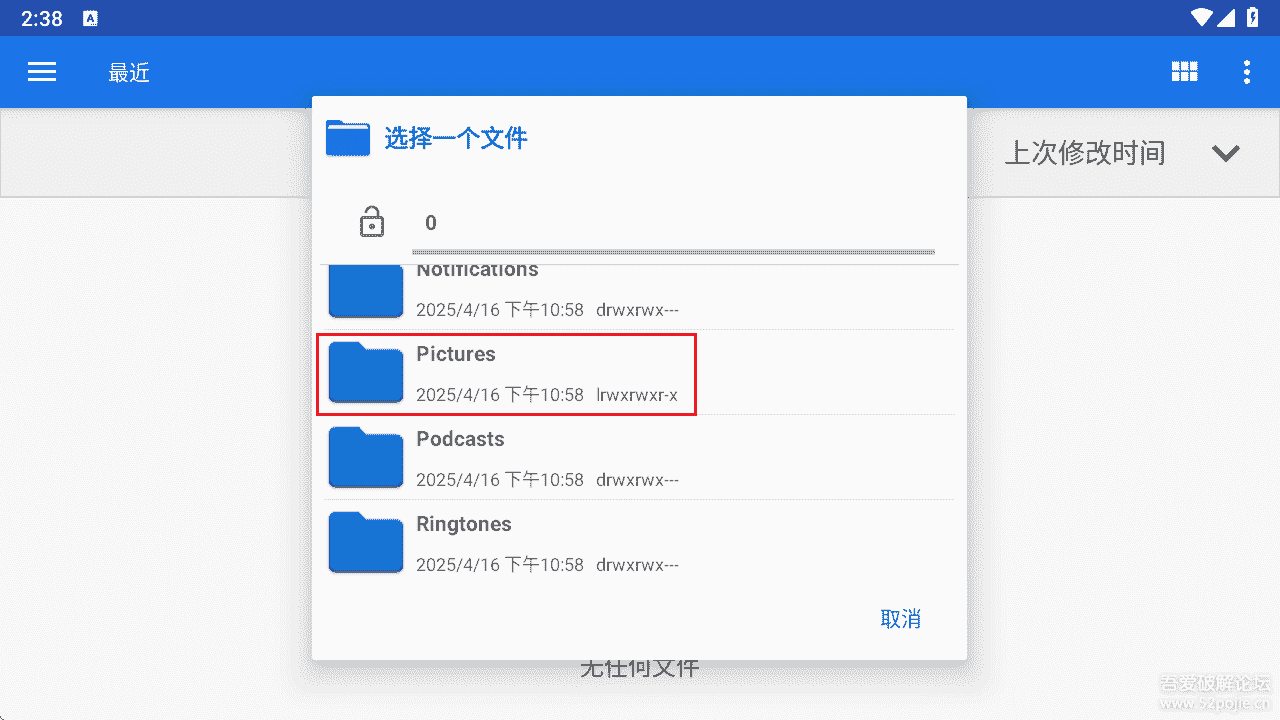 2:38
最近
选择一个文件
上次修改时间
0
Notifications
2025/4/16 下午10:58 drwxrwx---
Pictures
2025/4/16 下午10:58 lrwxrwxr-x
Podcasts
2025/4/16 下午10:58 drwxrwx---
Ringtones
2025/4/16 下午10:58 drwxrwx---
取消
无任何文件
吾爱破解论坛
www.52pojie.cn